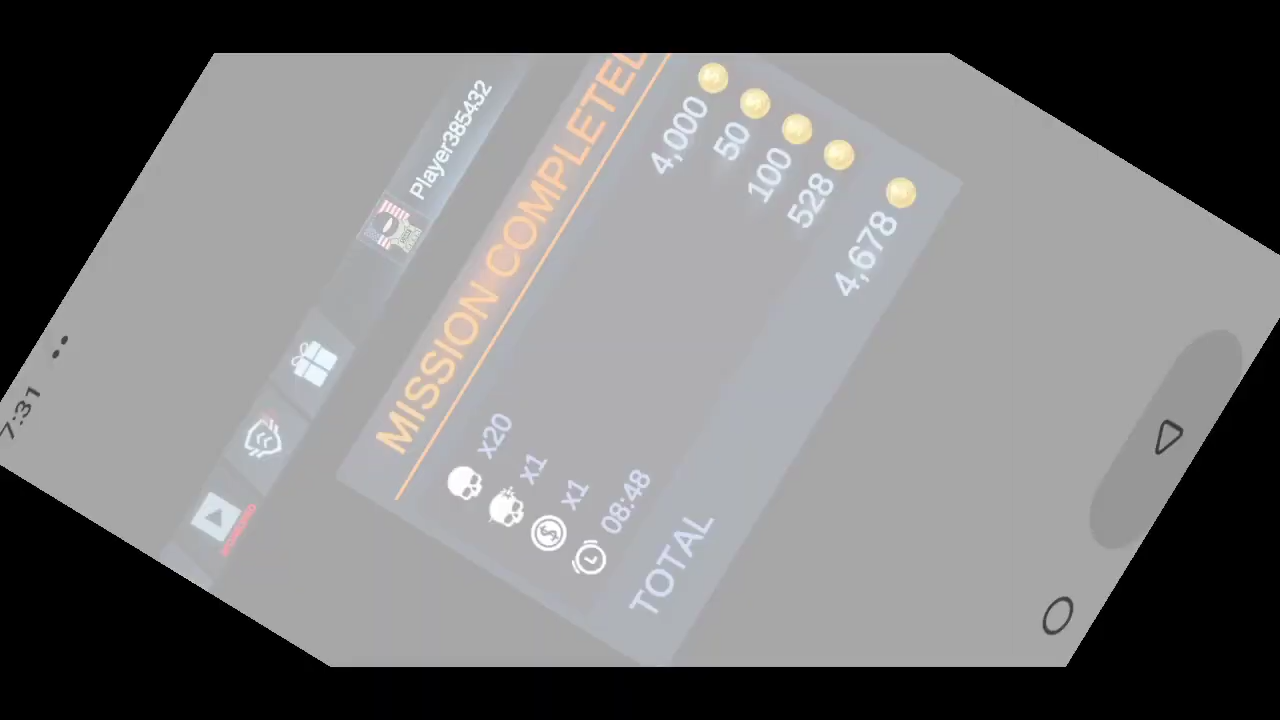 7:31
Player385432
MISSION COMPLETED
x20 4,000
x1 50
x1 100
08:48 528
TOTAL 4,678